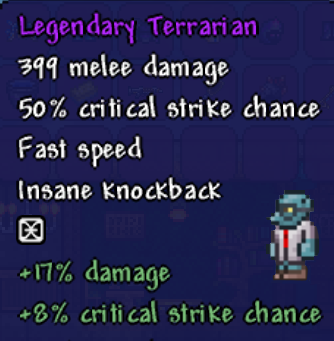 Legendary Terrarian
399 melee damage
50% critical strike chance
Fast speed
Insane knockback
+17% damage
+8% critical strike chance